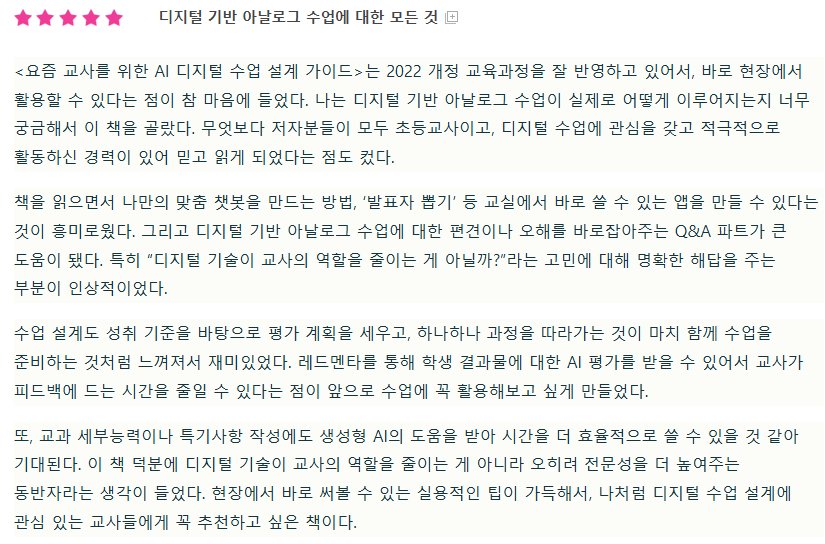 디지털 기반 아날로그 수업에 대한 모든 것
<요즘 교사를 위한 AI 디지털 수업 설계 가이드>는 2022 개정 교육과정을 잘 반영하고 있어서, 바로 현장에서
활용할 수 있다는 점이 참 마음에 들었다. 나는 디지털 기반 아날로그 수업이 실제로 어떻게 이루어지는지 너무
궁금해서 이 책을 골랐다. 무엇보다 저자분들이 모두 초등교사이고, 디지털 수업에 관심을 갖고 적극적으로
활동하신 경력이 있어 믿고 읽게 되었다는 점도 컸다.
책을 읽으면서 나만의 맞춤 챗봇을 만드는 방법, ‘발표자 뽑기’ 등 교실에서 바로 쓸 수 있는 앱을 만들 수 있다는
것이 흥미로웠다. 그리고 디지털 기반 아날로그 수업에 대한 편견이나 오해를 바로잡아주는 Q&A 파트가 큰
도움이 됐다. 특히 “디지털 기술이 교사의 역할을 줄이는 게 아닐까?”라는 고민에 대해 명확한 해답을 주는
부분이 인상적이었다.
수업 설계도 성취 기준을 바탕으로 평가 계획을 세우고, 하나하나 과정을 따라가는 것이 마치 함께 수업을
준비하는 것처럼 느껴져서 재미있었다. 레드멘타를 통해 학생 결과물에 대한 AI 평가를 받을 수 있어서 교사가
피드백에 드는 시간을 줄일 수 있다는 점이 앞으로 수업에 꼭 활용해보고 싶게 만들었다.
또, 교과 세부능력이나 특기사항 작성에도 생성형 AI의 도움을 받아 시간을 더 효율적으로 쓸 수 있을 것 같아
기대된다. 이 책 덕분에 디지털 기술이 교사의 역할을 줄이는 게 아니라 오히려 전문성을 더 높여주는
동반자라는 생각이 들었다. 현장에서 바로 써볼 수 있는 실용적인 팁이 가득해서, 나처럼 디지털 수업 설계에
관심 있는 교사들에게 꼭 추천하고 싶은 책이다.